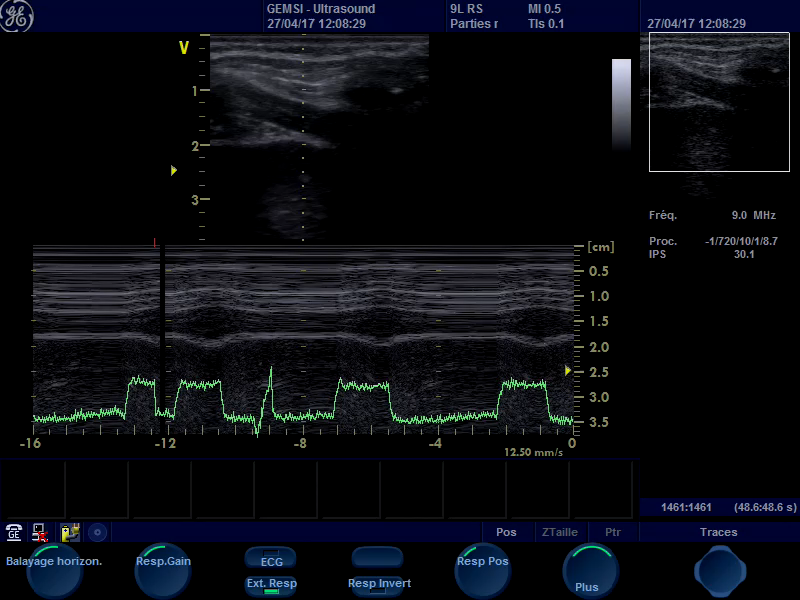 GEMSI - Ultrasound
27/04/17 12:08:29
9L RS
Parties r
MI 0.5
TIs 0.1
27/04/17 12:08:29
V
1
2
3
Fréq. 9.0 MHz
Proc. -1/720/10/1/8.7
IPS 30.1
[cm]
0.5
1.0
1.5
2.0
2.5
3.0
3.5
-16 -12 -8 -4 0
12.50 mm/s
1461:1461 (48.6:48.6 s)
GE
Pos ZTaille Ptr Traces
Balayage horizon. Resp.Gain ECG Resp Pos
Ext. Resp Resp Invert Plus